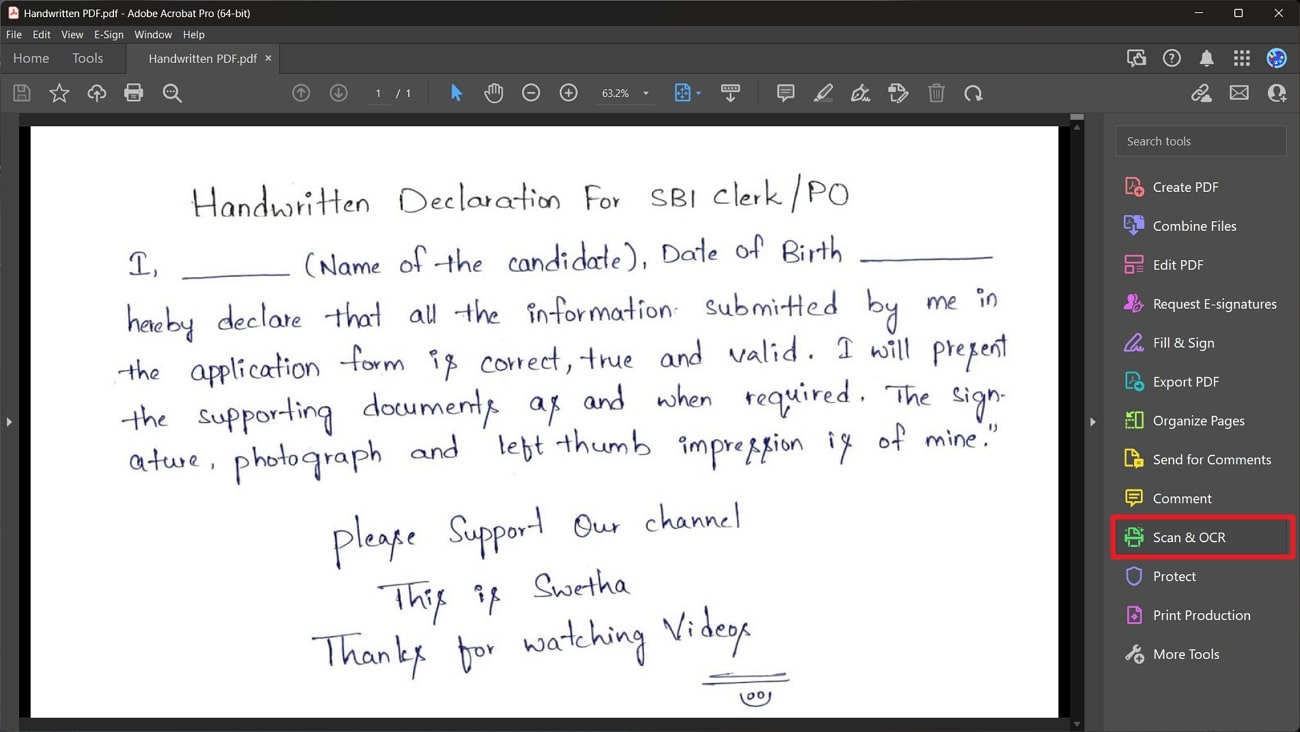 Handwritten PDF.pdf - Adobe Acrobat Pro (64-bit)
File Edit View E-Sign Window Help
Home Tools Handwritten PDF.pdf ×
1 / 1 63.2%
Search tools
Create PDF
Combine Files
Edit PDF
Request E-signatures
Fill & Sign
Export PDF
Organize Pages
Send for Comments
Comment
Scan & OCR
Protect
Print Production
More Tools
Handwritten Declaration For SBI Clerk/PO
I, ________ (Name of the candidate), Date of Birth __________
hereby declare that all the information submitted by me in
the application form is correct, true and valid. I will present
the supporting documents as and when required. The sign-
ature, photograph and left thumb impression is of mine."
Please Support Our channel
This is Swetha
Thanks for watching Videos